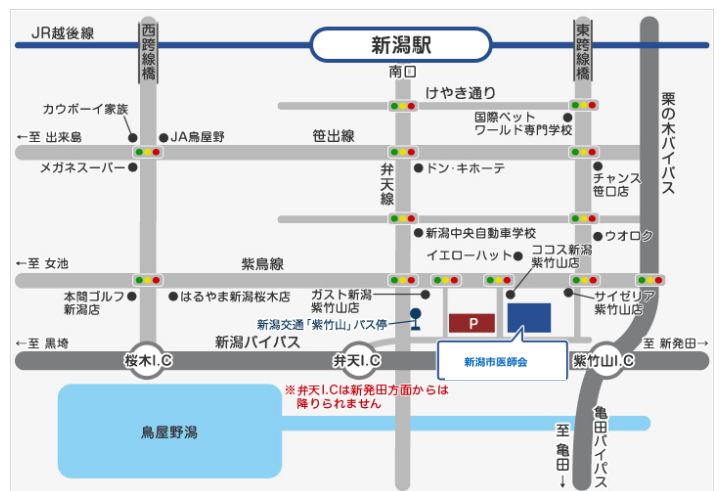 JR越後線
西跨線橋
新潟駅
東跨線橋
南口
けやき通り
栗の木バイパス
カウボーイ家族
国際ペット
ワールド専門学校
←至 出来島
JA鳥屋野
笹出線
メガネスーパー
弁天線
ドン・キホーテ
チャンス
笹口店
新潟中央自動車学校
ウオロク
←至 女池
紫鳥線
イエローハット
ココス新潟
紫竹山店
本間ゴルフ
新潟店
はるやま新潟桜木店
ガスト新潟
紫竹山店
サイゼリア
紫竹山店
新潟交通「紫竹山」バス停
P
←至 黒埼
新潟バイパス
至 新発田→
桜木I.C
弁天I.C
新潟市医師会
紫竹山I.C
※弁天I.Cは新発田方面からは
降りられません
鳥屋野潟
至 亀田→
亀田バイパス